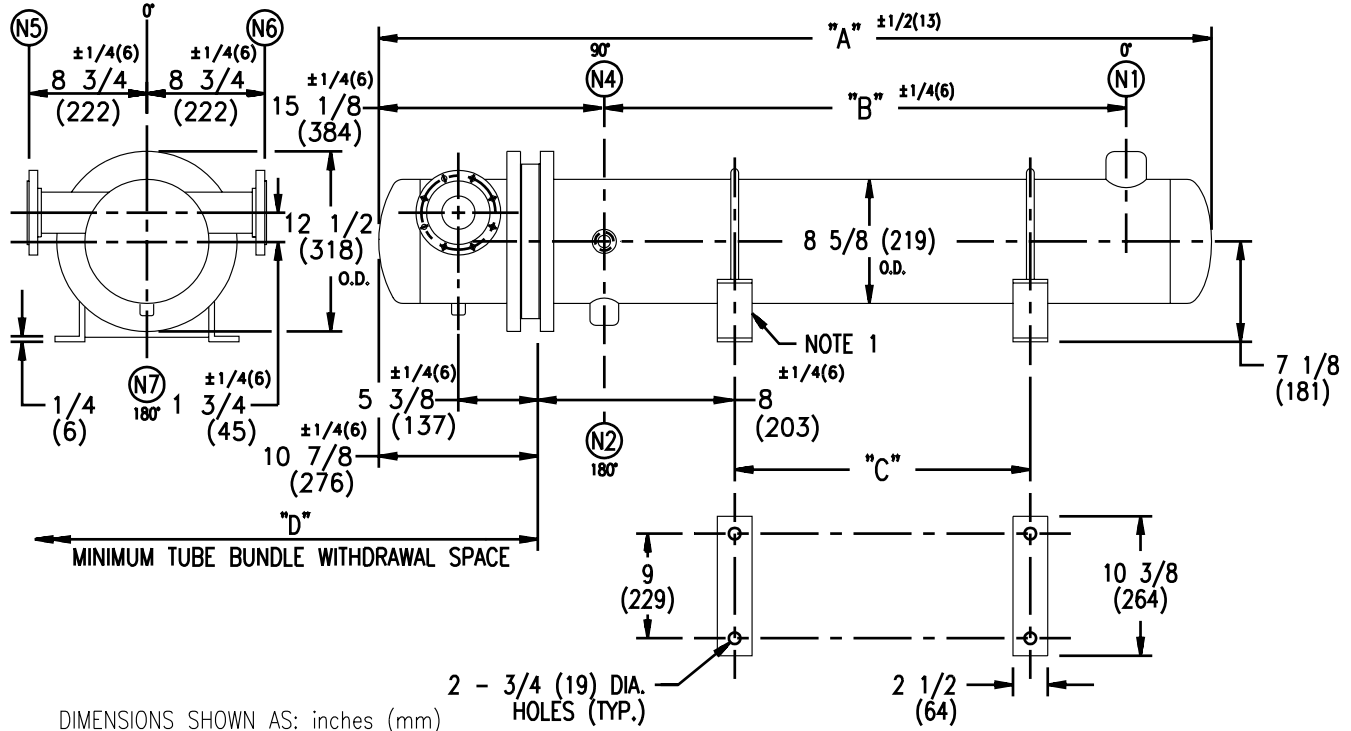 N5
0°
N6
±1/4(6)
±1/4(6)
8 3/4
(222)
8 3/4
(222)
±1/4(6)
15 1/8
(384)
"A" ±1/2(13)
90°
N4
0°
N1
"B" ±1/4(6)
12 1/2
(318)
O.D.
8 5/8 (219)
O.D.
NOTE 1
7 1/8
(181)
1/4
(6)
N7
180°
±1/4(6)
1 3/4
(45)
±1/4(6)
5 3/8
(137)
±1/4(6)
8
(203)
±1/4(6)
10 7/8
(276)
N2
180°
"C"
"D"
MINIMUM TUBE BUNDLE WITHDRAWAL SPACE
9
(229)
10 3/8
(264)
2 - 3/4 (19) DIA.
HOLES (TYP.)
2 1/2
(64)
DIMENSIONS SHOWN AS: inches (mm)